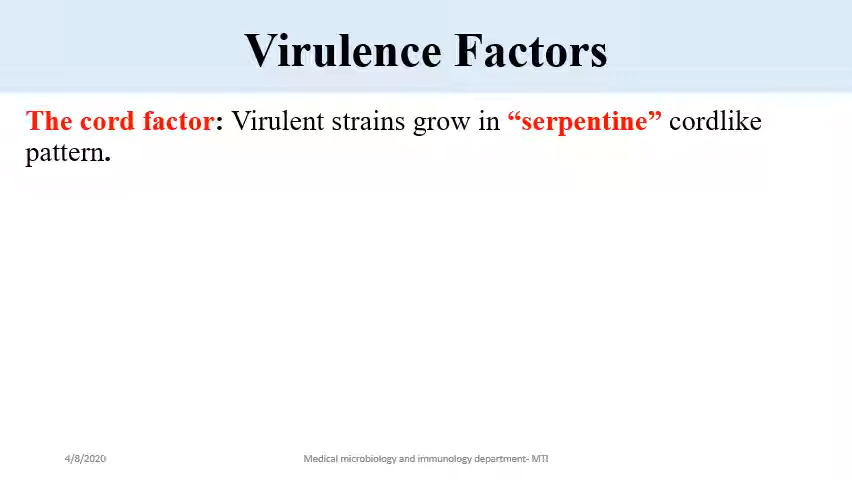 Virulence Factors
The cord factor: Virulent strains grow in “serpentine” cordlike
pattern.
4/8/2020
Medical microbiology and immunology department- MTI